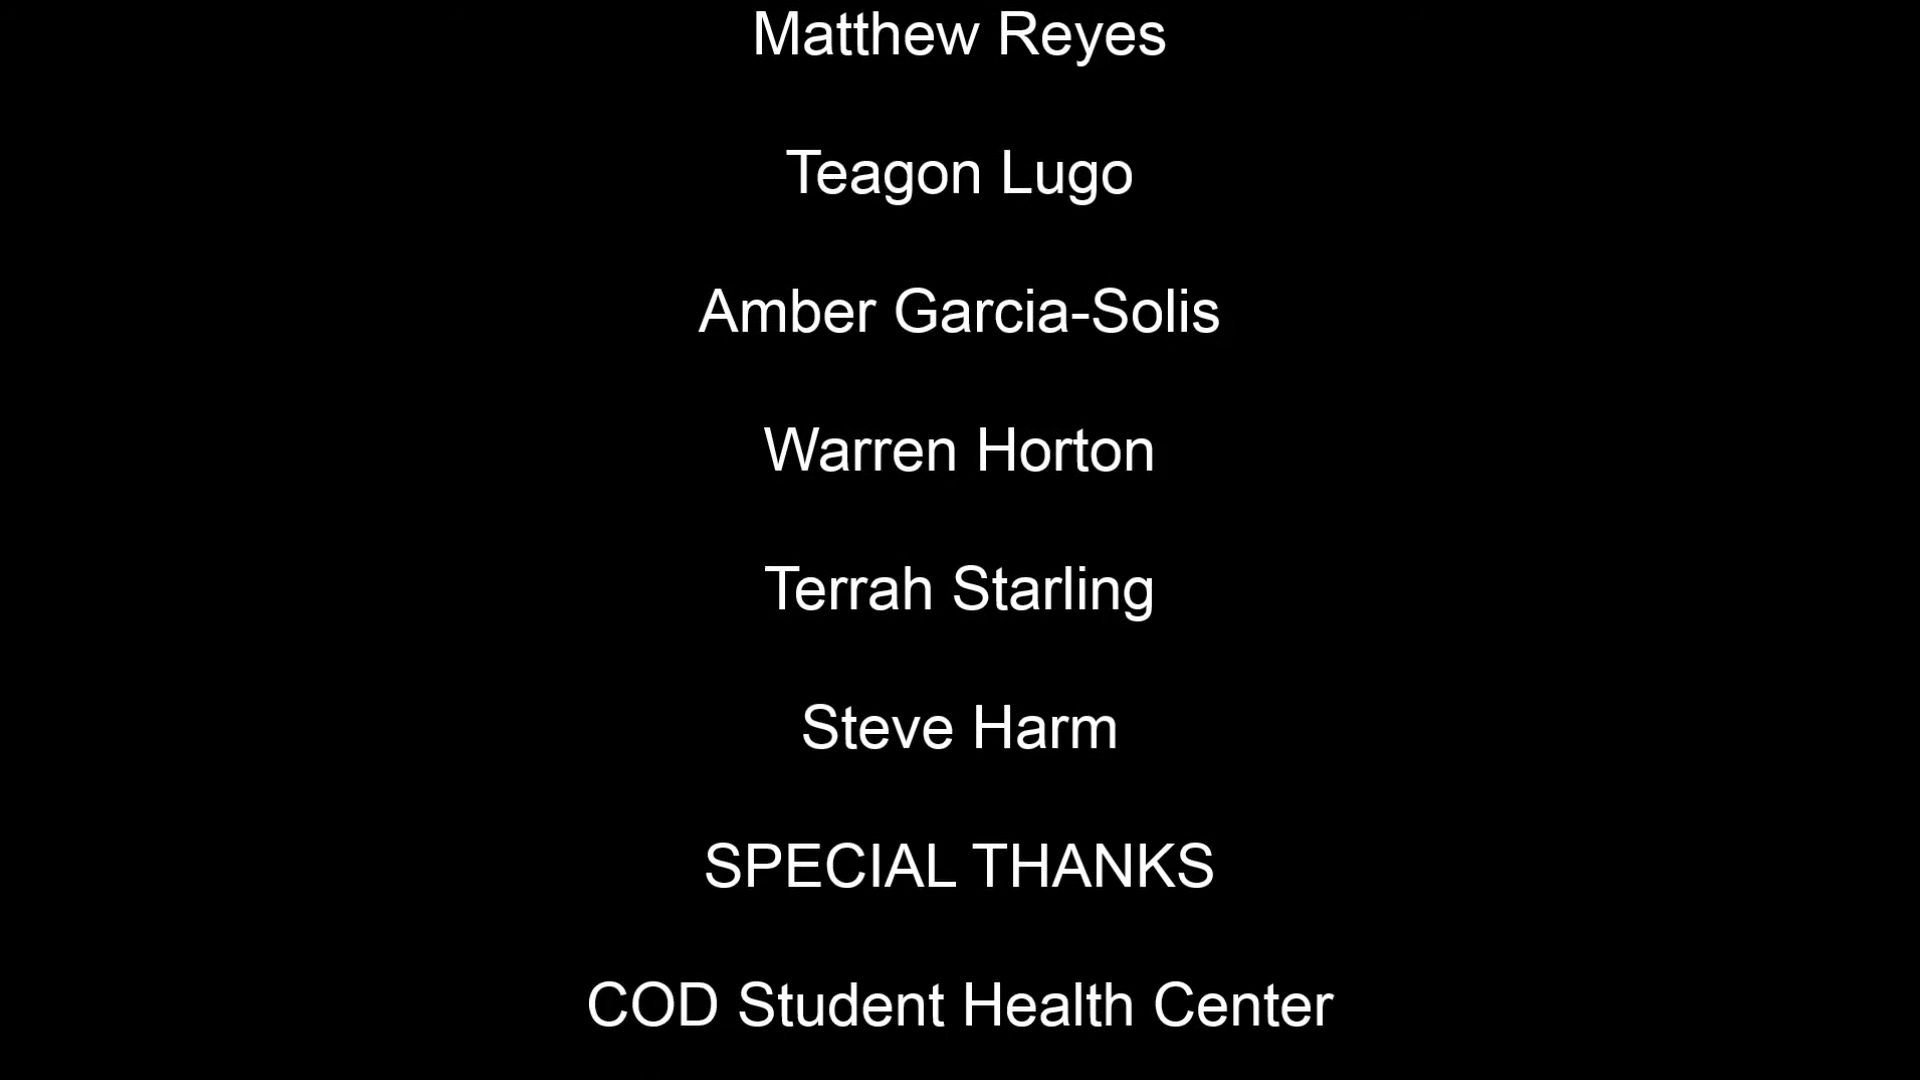 Matthew Reyes
Teagon Lugo
Amber Garcia-Solis
Warren Horton
Terrah Starling
Steve Harm
SPECIAL THANKS
COD Student Health Center